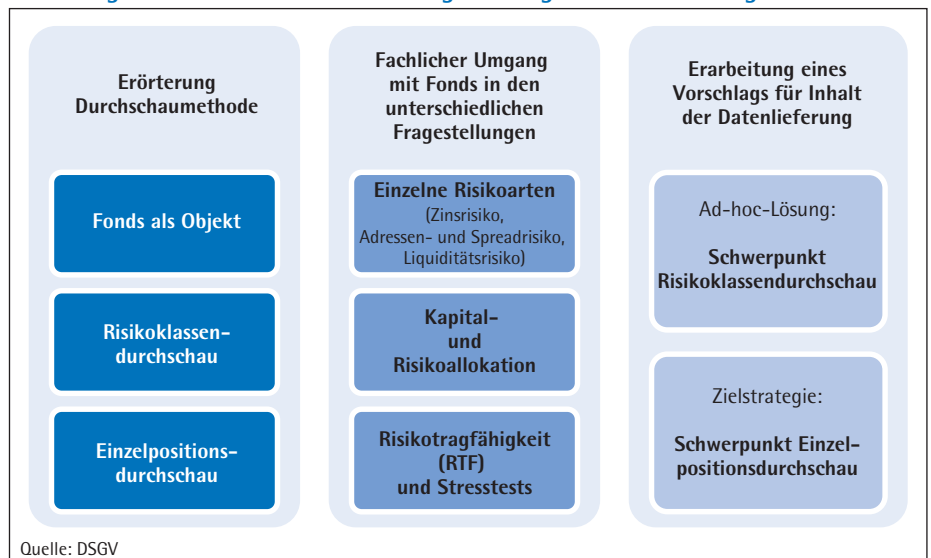 Erörterung
Durchschaumethode
Fonds als Objekt
Risikoklassen-
durchschau
Einzelpositions-
durchschau
Fachlicher Umgang
mit Fonds in den
unterschiedlichen
Fragestellungen
Einzelne Risikoarten
(Zinsrisiko,
Adressen- und Spreadrisiko,
Liquiditätsrisiko)
Kapital-
und
Risikoallokation
Risikotragfähigkeit
(RTF)
und Stresstests
Erarbeitung eines
Vorschlags für Inhalt
der Datenlieferung
Ad-hoc-Lösung:
Schwerpunkt
Risikoklassendurchschau
Zielstrategie:
Schwerpunkt Einzel-
positionsdurchschau
Quelle: DSGV